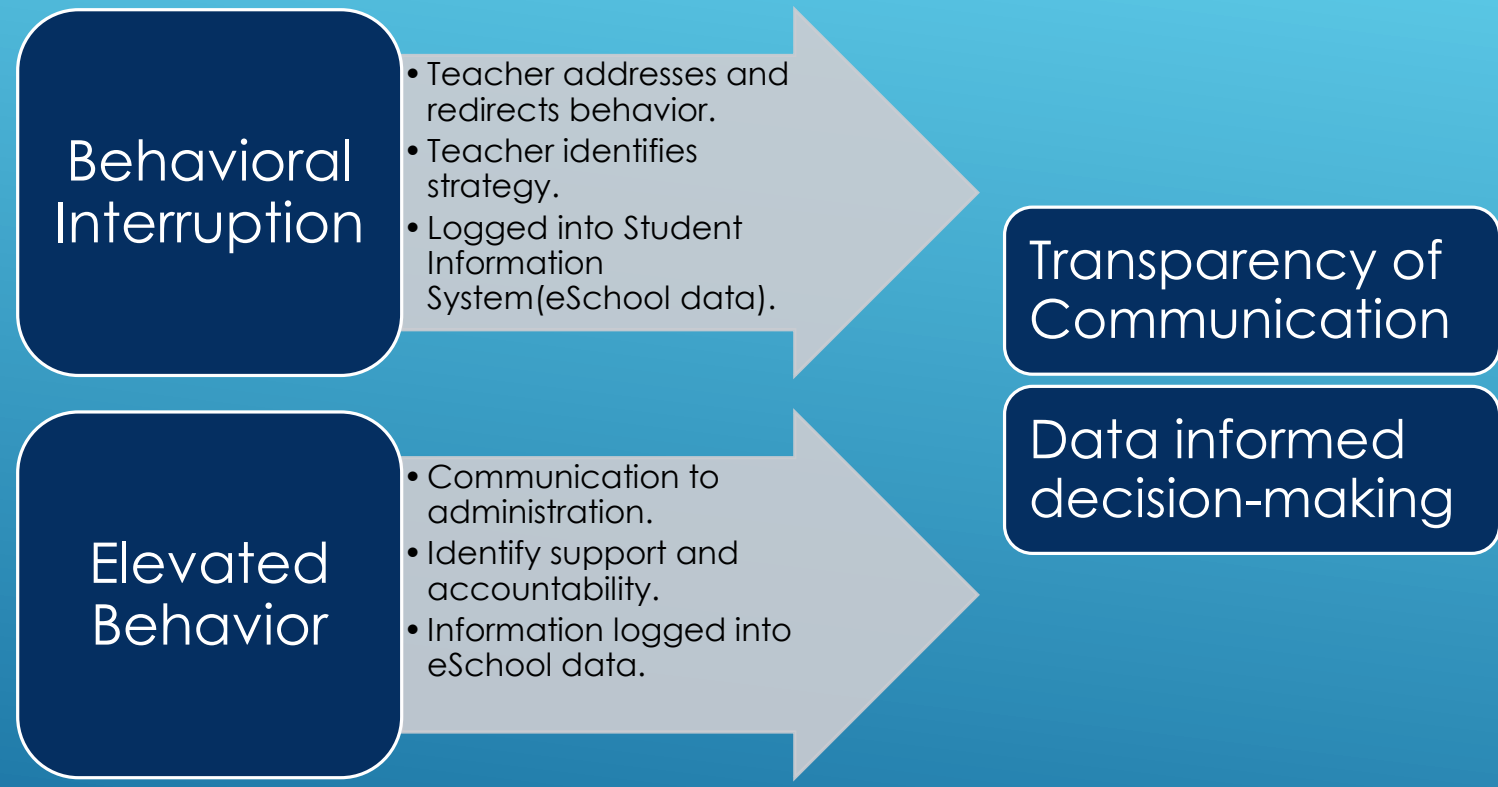 Behavioral
Interruption
• Teacher addresses and
redirects behavior.
• Teacher identifies
strategy.
• Logged into Student
Information
System(eSchool data).
Elevated
Behavior
• Communication to
administration.
• Identify support and
accountability.
• Information logged into
eSchool data.
Transparency of
Communication
Data informed
decision-making